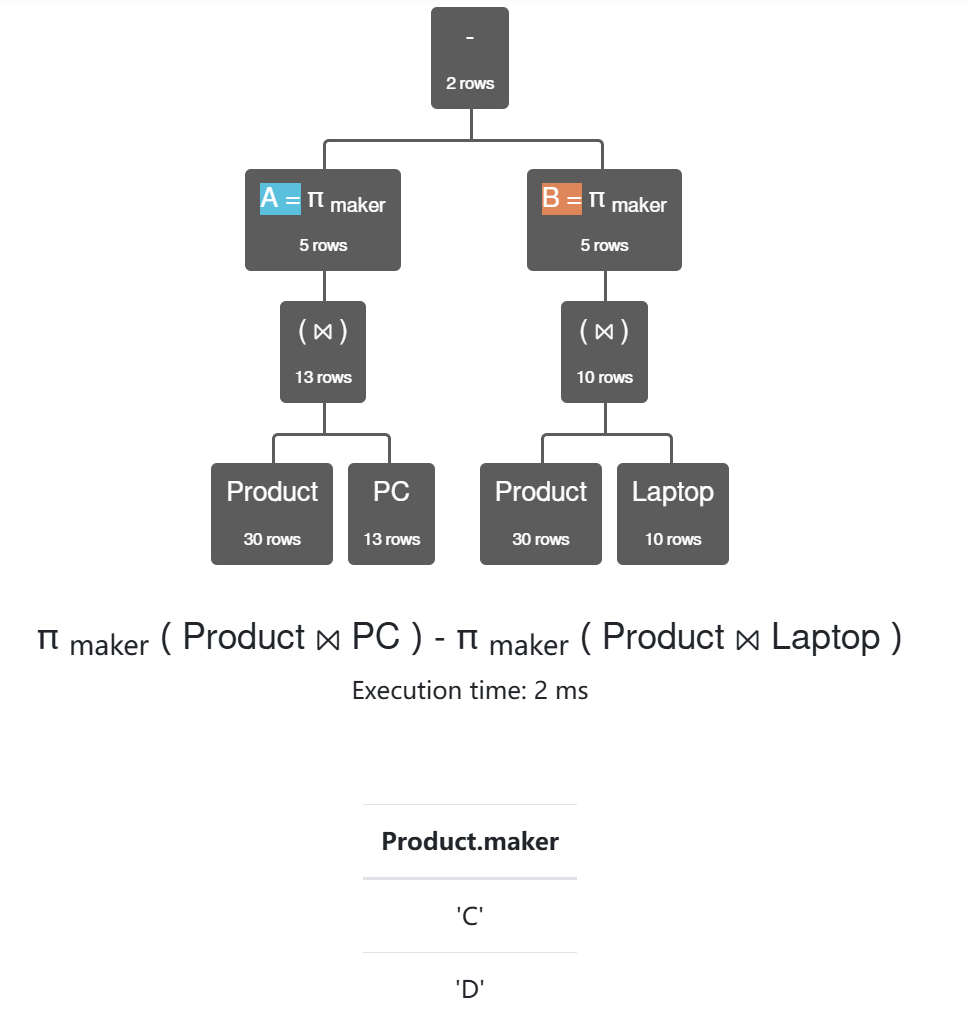 -
2 rows
A = π maker
5 rows
B = π maker
5 rows
( ⋈ )
13 rows
( ⋈ )
10 rows
Product
30 rows
PC
13 rows
Product
30 rows
Laptop
10 rows
π maker ( Product ⋈ PC ) - π maker ( Product ⋈ Laptop )
Execution time: 2 ms
Product.maker
'C'
'D'